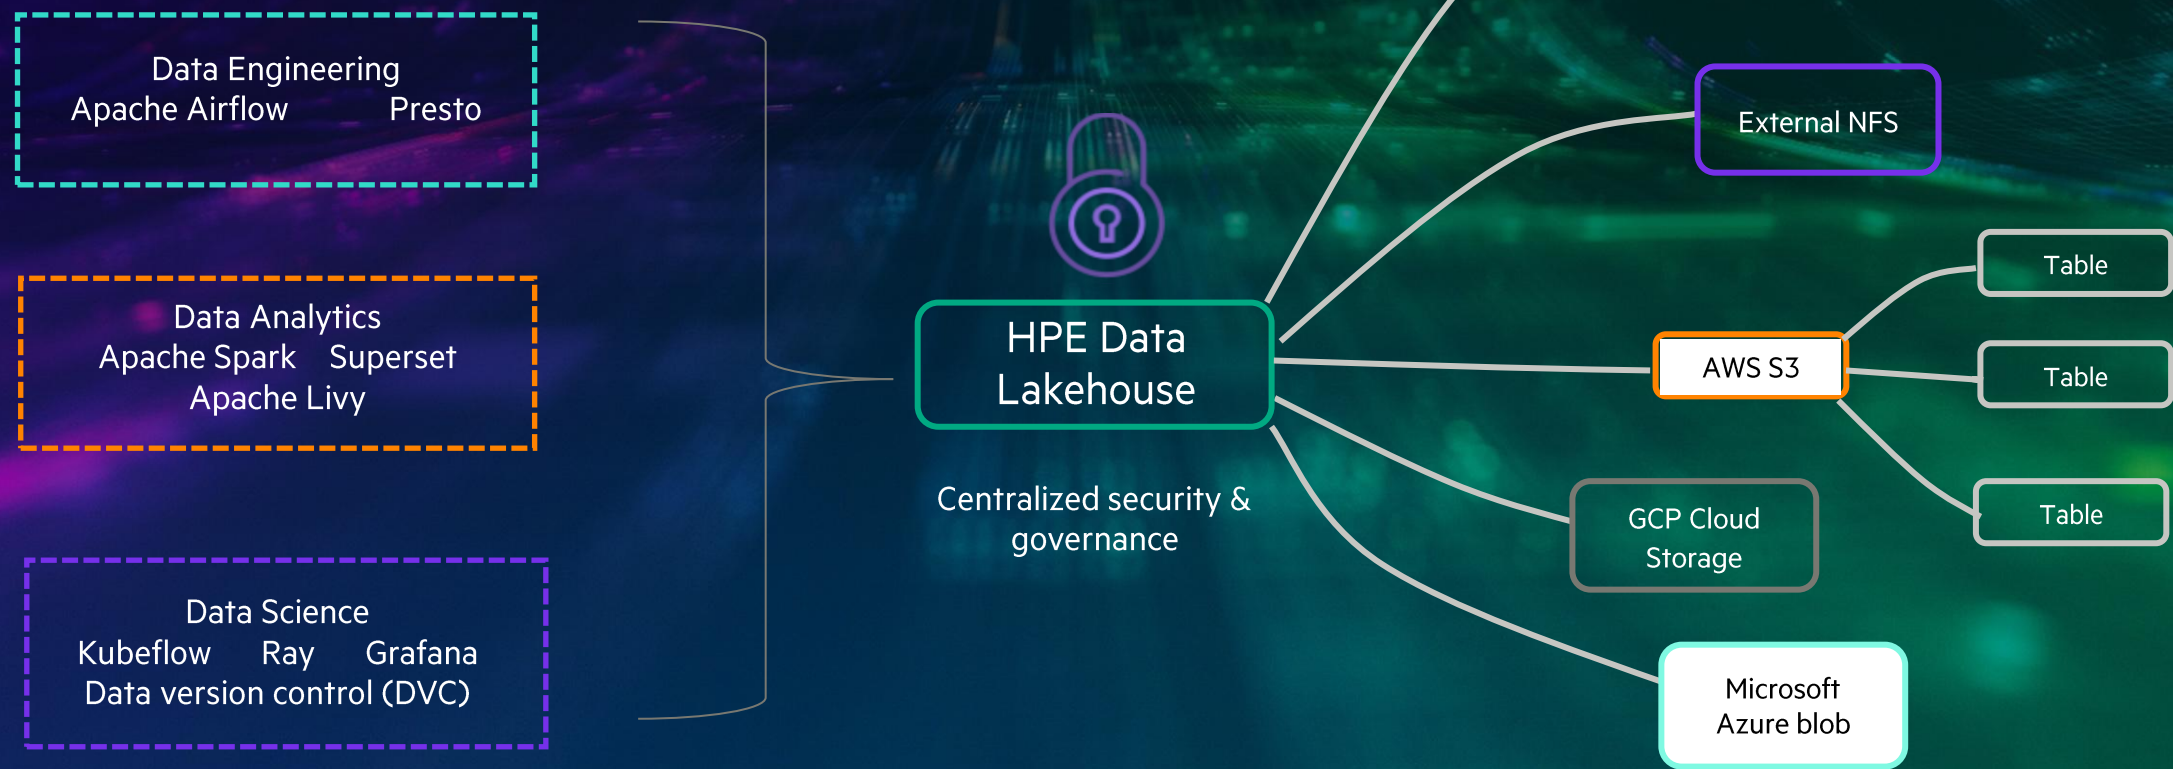 Data Engineering
Apache Airflow Presto
Data Analytics
Apache Spark Superset
Apache Livy
Data Science
Kubeflow Ray Grafana
Data version control (DVC)
HPE Data
Lakehouse
Centralized security &
governance
External NFS
AWS S3
Table
Table
Table
GCP Cloud
Storage
Microsoft
Azure blob